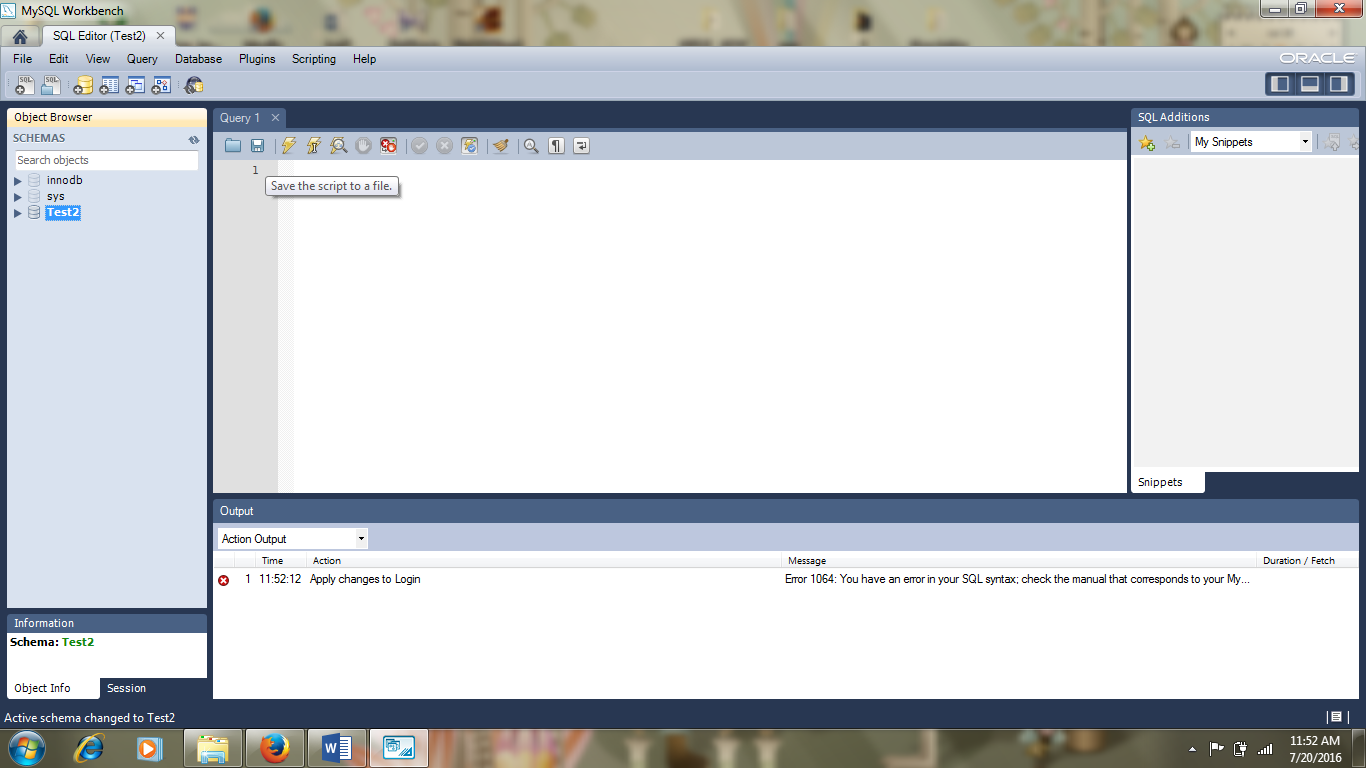 MySQL Workbench
SQL Editor (Test2)
File Edit View Query Database Plugins Scripting Help
ORACLE
SQL SQL
Object Browser
SCHEMAS
Search objects
innodb
sys
Test2
Query 1
1
Save the script to a file.
SQL Additions
My Snippets
Snippets
Output
Action Output
Time Action Message Duration / Fetch
1 11:52:12 Apply changes to Login Error 1064: You have an error in your SQL syntax; check the manual that corresponds to your My...
Information
Schema: Test2
Object Info Session
Active schema changed to Test2
11:52 AM
7/20/2016